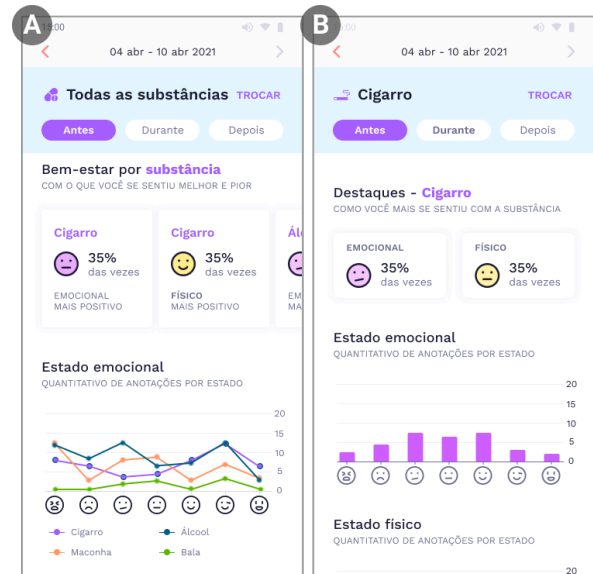 A
15:00
04 abr - 10 abr 2021
Todas as substâncias TROCAR
Antes Durante Depois
Bem-estar por substância
COM O QUE VOCÊ SE SENTIU MELHOR E PIOR
Cigarro
35%
das vezes
EMOCIONAL
MAIS POSITIVO
Cigarro
35%
das vezes
FÍSICO
MAIS POSITIVO
Ál
EM
MA
Estado emocional
QUANTITATIVO DE ANOTAÇÕES POR ESTADO
20
15
10
5
0
Cigarro Álcool
Maconha Bala
B
04 abr - 10 abr 2021
Cigarro TROCAR
Antes Durante Depois
Destaques - Cigarro
COMO VOCÊ MAIS SE SENTIU COM A SUBSTÂNCIA
EMOCIONAL
35%
das vezes
FÍSICO
35%
das vezes
Estado emocional
QUANTITATIVO DE ANOTAÇÕES POR ESTADO
20
15
10
5
0
Estado físico
QUANTITATIVO DE ANOTAÇÕES POR ESTADO
20